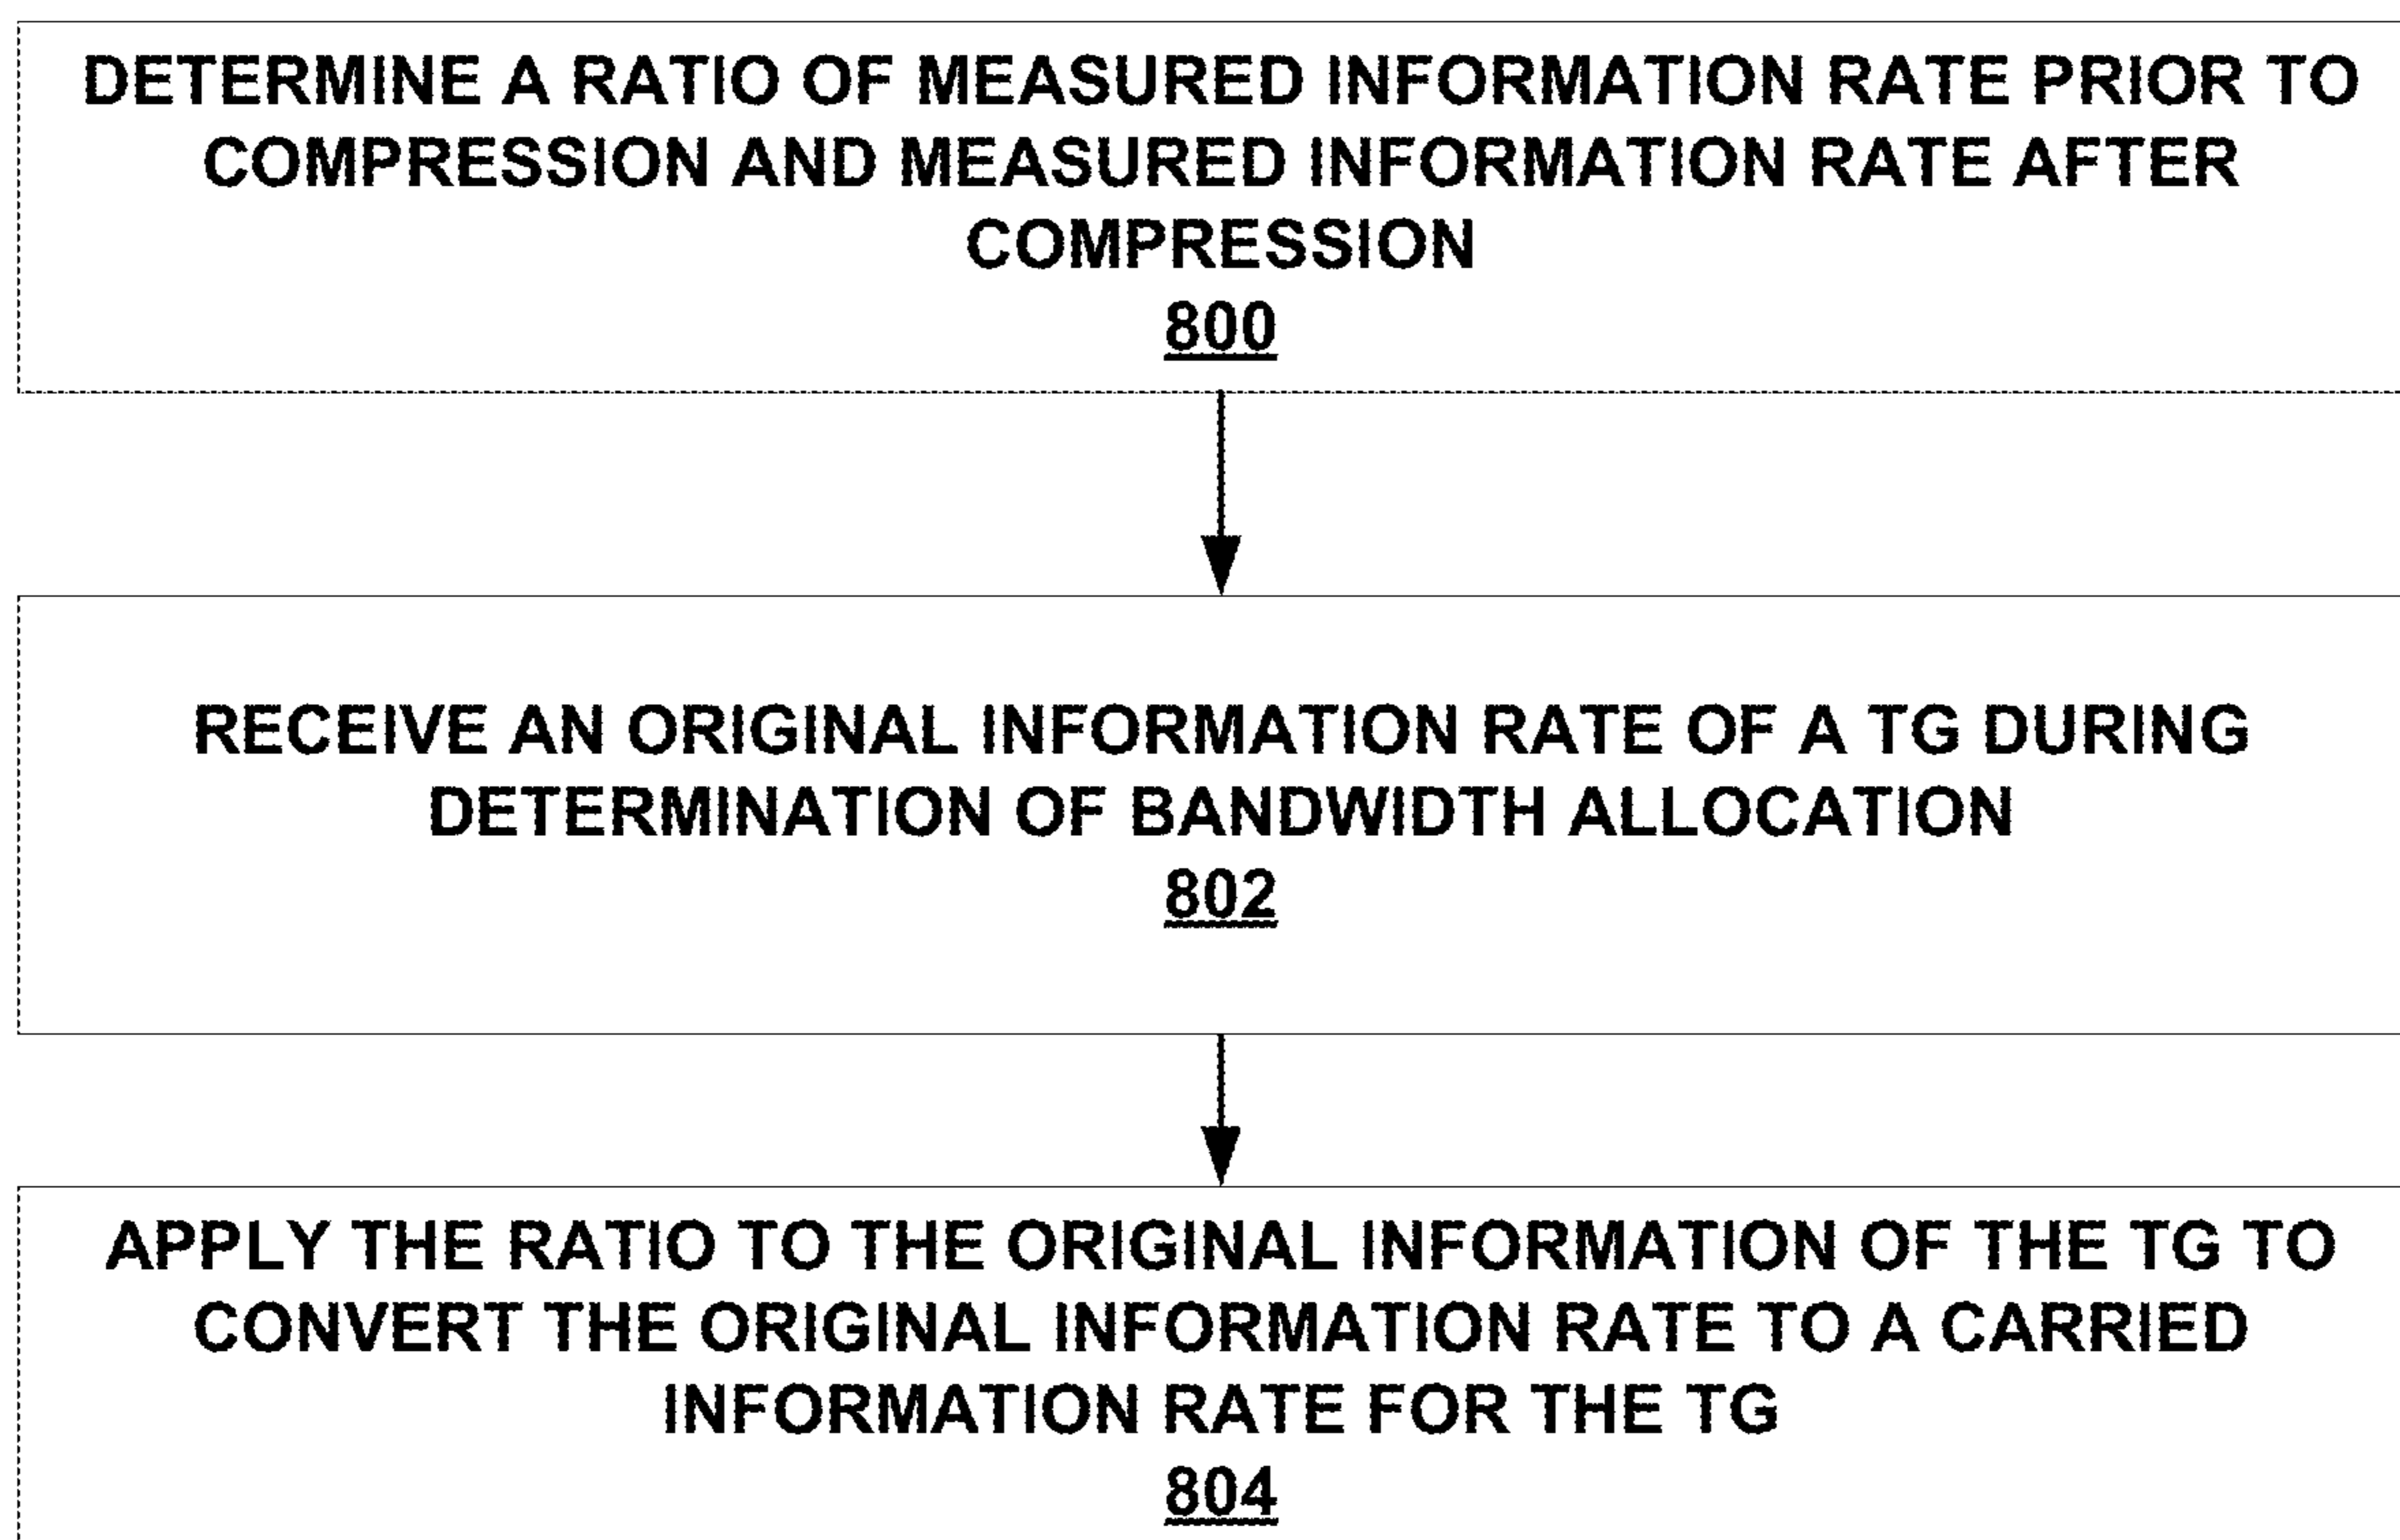 DETERMINE A RATIO OF MEASURED INFORMATION RATE PRIOR TO
COMPRESSION AND MEASURED INFORMATION RATE AFTER
COMPRESSION
800
RECEIVE AN ORIGINAL INFORMATION RATE OF A TG DURING
DETERMINATION OF BANDWIDTH ALLOCATION
802
APPLY THE RATIO TO THE ORIGINAL INFORMATION OF THE TG TO
CONVERT THE ORIGINAL INFORMATION RATE TO A CARRIED
INFORMATION RATE FOR THE TG
804